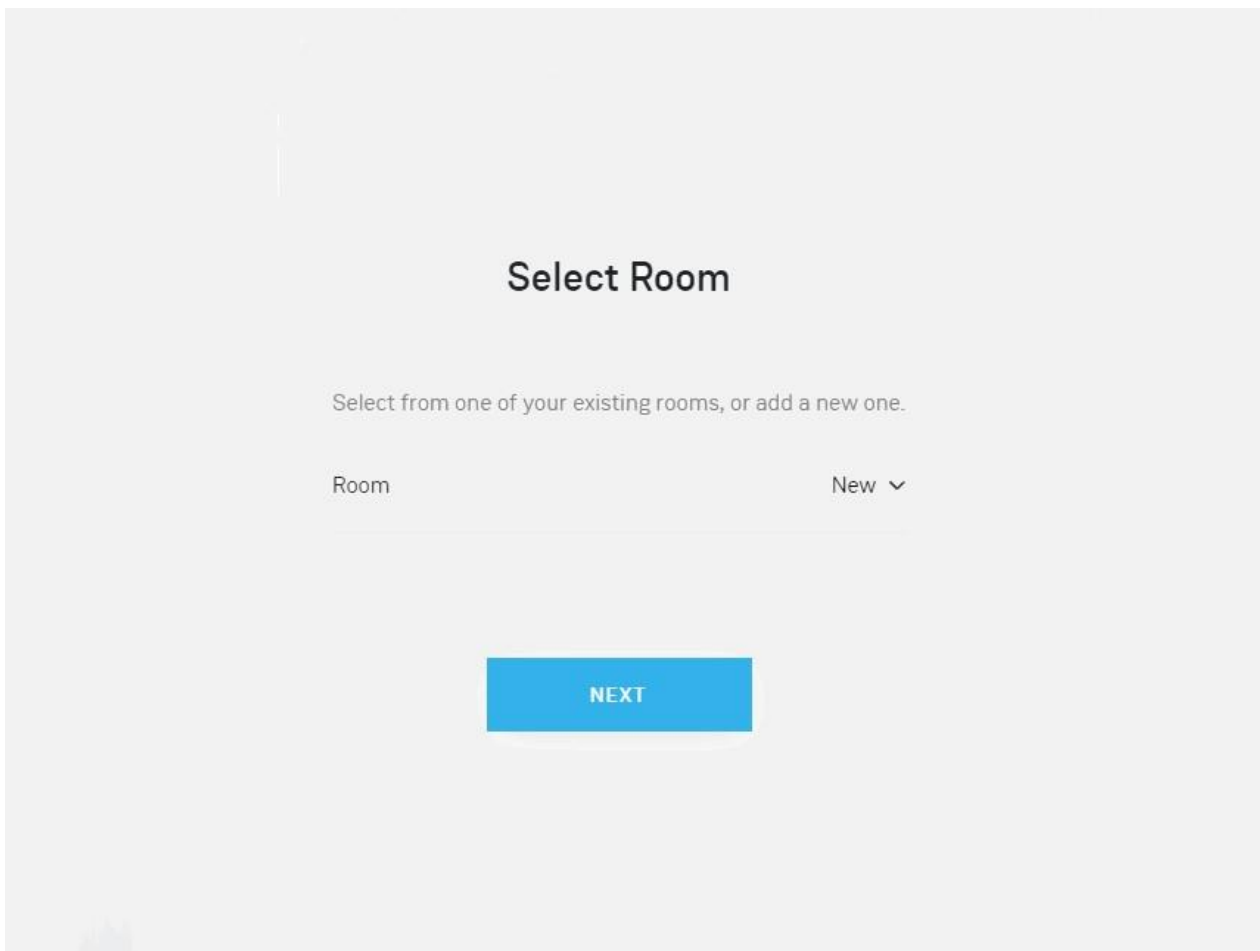 Select Room
Select from one of your existing rooms, or add a new one.
Room New
NEXT